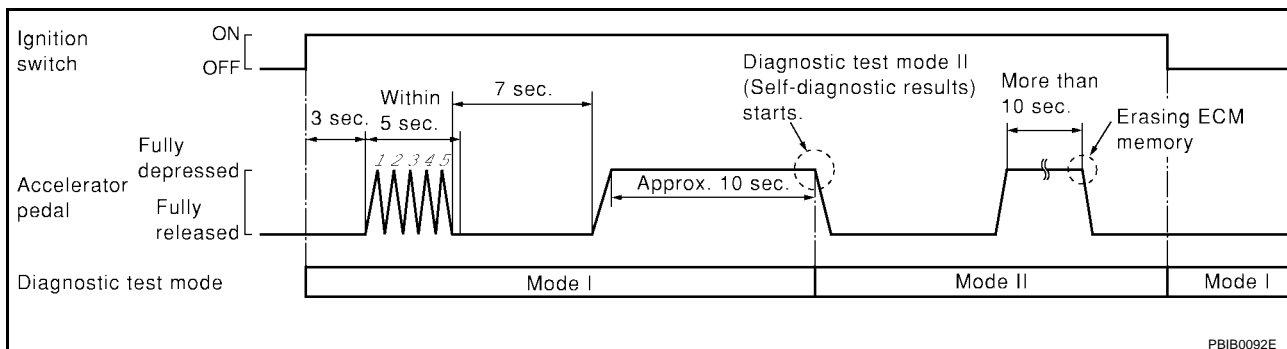 Ignition
switch
ON
OFF
3 sec.
Within
5 sec.
7 sec.
Diagnostic test mode II
(Self-diagnostic results)
starts.
More than
10 sec.
Erasing ECM
memory
Accelerator
pedal
Fully
depressed
Fully
released
1 2 3 4 5
Approx. 10 sec.
Diagnostic test mode
Mode I
Mode II
Mode I
PBIB0092E